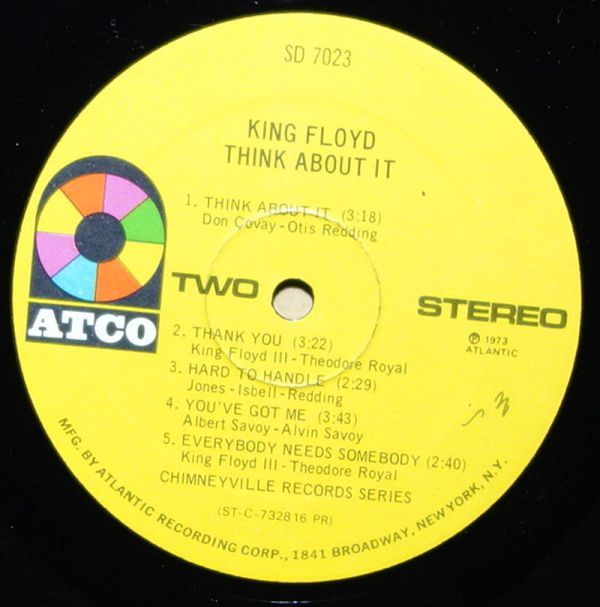 SD 7023
KING FLOYD
THINK ABOUT IT
1. THINK ABOUT IT (3:18)
Don Covay - Otis Redding
ATCO
TWO
STEREO
℗ 1973
ATLANTIC
2. THANK YOU (3:22)
King Floyd III - Theodore Royal
3. HARD TO HANDLE (2:29)
Jones - Isbell - Redding
4. YOU'VE GOT ME (3:43)
Albert Savoy - Alvin Savoy
5. EVERYBODY NEEDS SOMEBODY (2:40)
King Floyd III - Theodore Royal
CHIMNEYVILLE RECORDS SERIES
(ST-C-732816 PR)
MFG. BY ATLANTIC RECORDING CORP., 1841 BROADWAY, NEW YORK, N.Y.